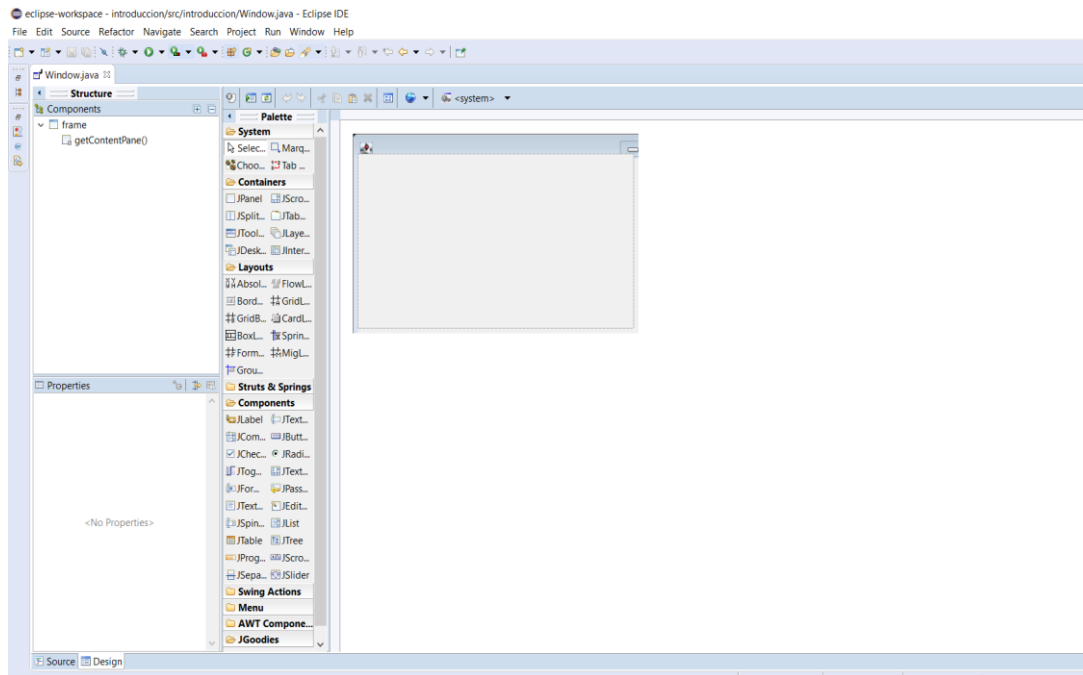 eclipse-workspace - introduccion/src/introduccion/Window.java - Eclipse IDE
File Edit Source Refactor Navigate Search Project Run Window Help
Window.java
Structure
Components
frame
getContentPane()
Properties
<No Properties>
<system>
Palette
System
Selec... Marq...
Choo... Tab ...
Containers
JPanel JScro...
JSplit... JTab...
JTool... JLaye...
JDesk... JInter...
Layouts
Absol... FlowL...
Bord... GridL...
GridB... CardL...
BoxL... Sprin...
Form... MigL...
Grou...
Struts & Springs
Components
JLabel JText...
JCom... JButt...
JChec... JRadi...
JTog... JText...
JFor... JPass...
JText... JEdit...
JSpin... JList
JTable JTree
JProg... JScro...
JSepa... JSlider
Swing Actions
Menu
AWT Compone...
JGoodies
Source Design